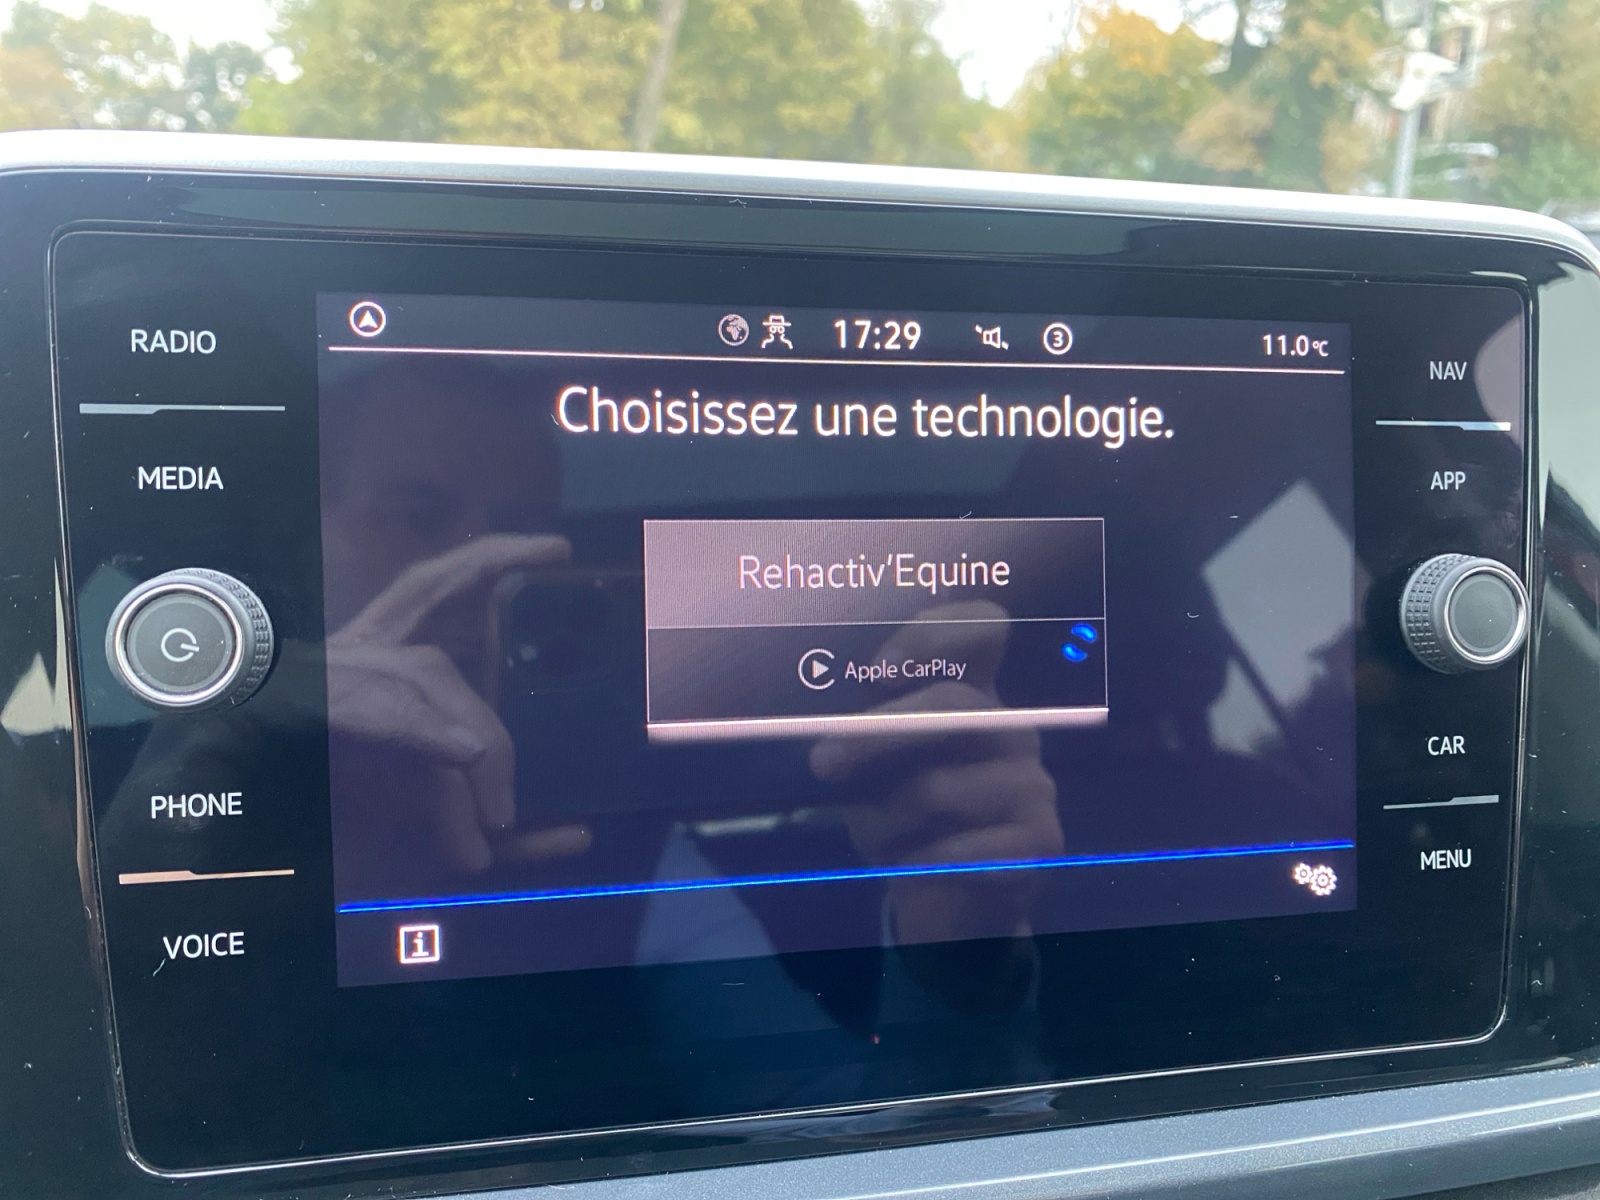 RADIO
MEDIA
PHONE
VOICE
17:29
3
11.0°C
Choisissez une technologie.
Rehactiv'Equine
Apple CarPlay
i
NAV
APP
CAR
MENU